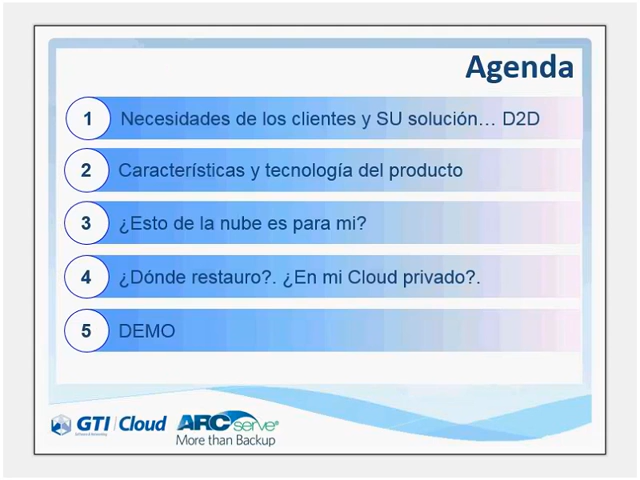 Agenda
1 Necesidades de los clientes y SU solución... D2D
2 Características y tecnología del producto
3 ¿Esto de la nube es para mi?
4 ¿Dónde restauro?. ¿En mi Cloud privado?.
5 DEMO
GTI Cloud
ARCserve®
More than Backup